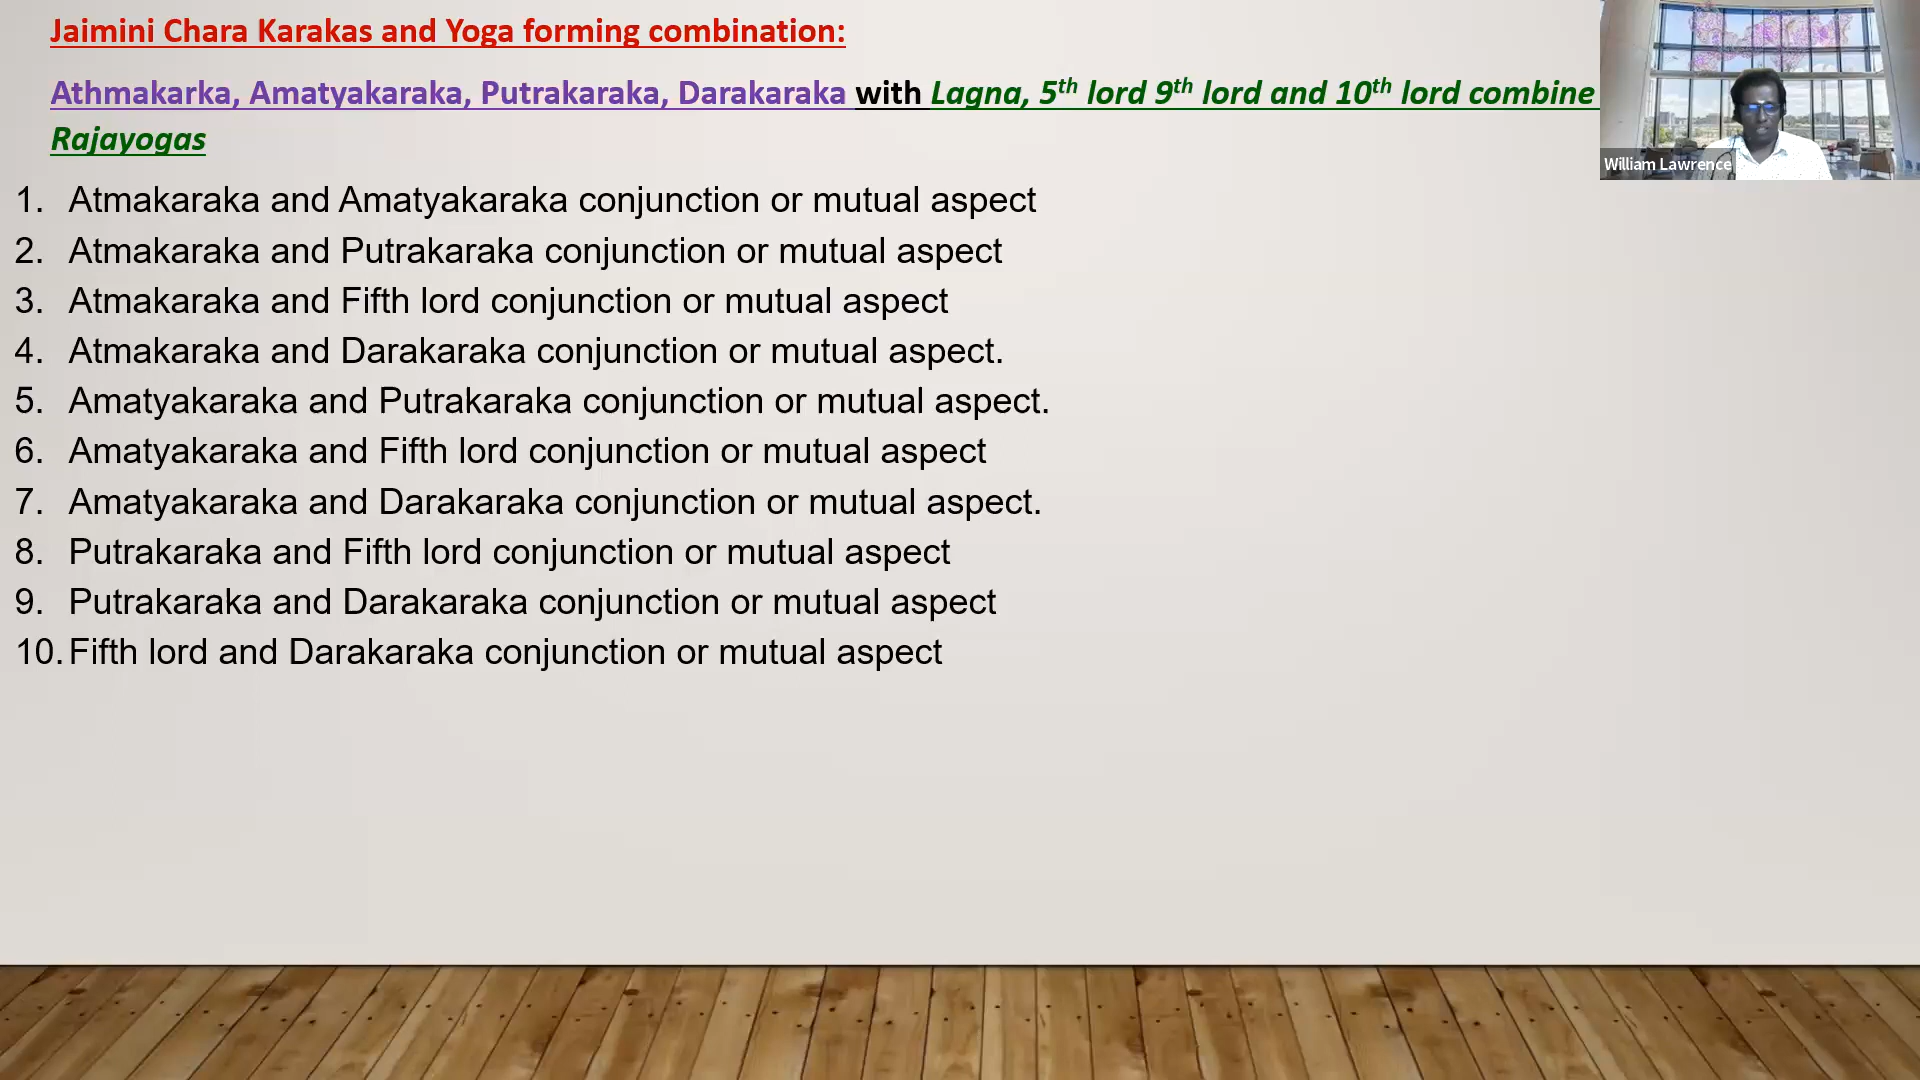 Jaimini Chara Karakas and Yoga forming combination:
Athmakarka, Amatyakaraka, Putrakaraka, Darakaraka with Lagna, 5th lord 9th lord and 10th lord combine
Rajayogas
William Lawrence
1. Atmakaraka and Amatyakaraka conjunction or mutual aspect
2. Atmakaraka and Putrakaraka conjunction or mutual aspect
3. Atmakaraka and Fifth lord conjunction or mutual aspect
4. Atmakaraka and Darakaraka conjunction or mutual aspect.
5. Amatyakaraka and Putrakaraka conjunction or mutual aspect.
6. Amatyakaraka and Fifth lord conjunction or mutual aspect
7. Amatyakaraka and Darakaraka conjunction or mutual aspect.
8. Putrakaraka and Fifth lord conjunction or mutual aspect
9. Putrakaraka and Darakaraka conjunction or mutual aspect
10. Fifth lord and Darakaraka conjunction or mutual aspect